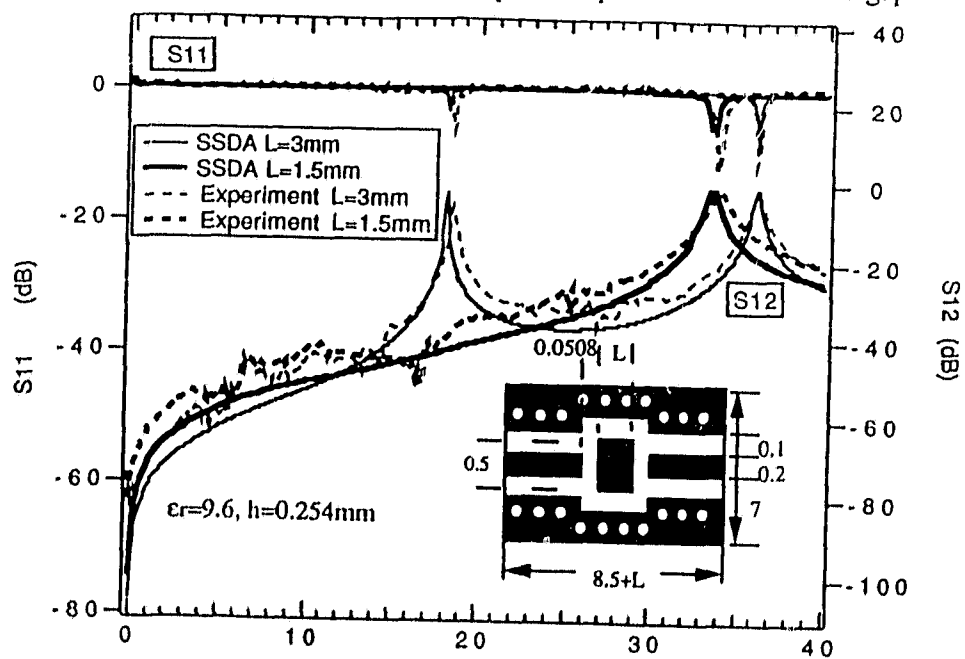 S11
SSDA L=3mm
SSDA L=1.5mm
Experiment L=3mm
Experiment L=1.5mm
0
-20
-40
-60
-80
S11 (dB)
40
20
0
-20
-40
-60
-80
-100
S12 (dB)
S12
0.0508
L
0.5
0.1
0.2
7
8.5+L
εr=9.6, h=0.254mm
0
10
20
30
40